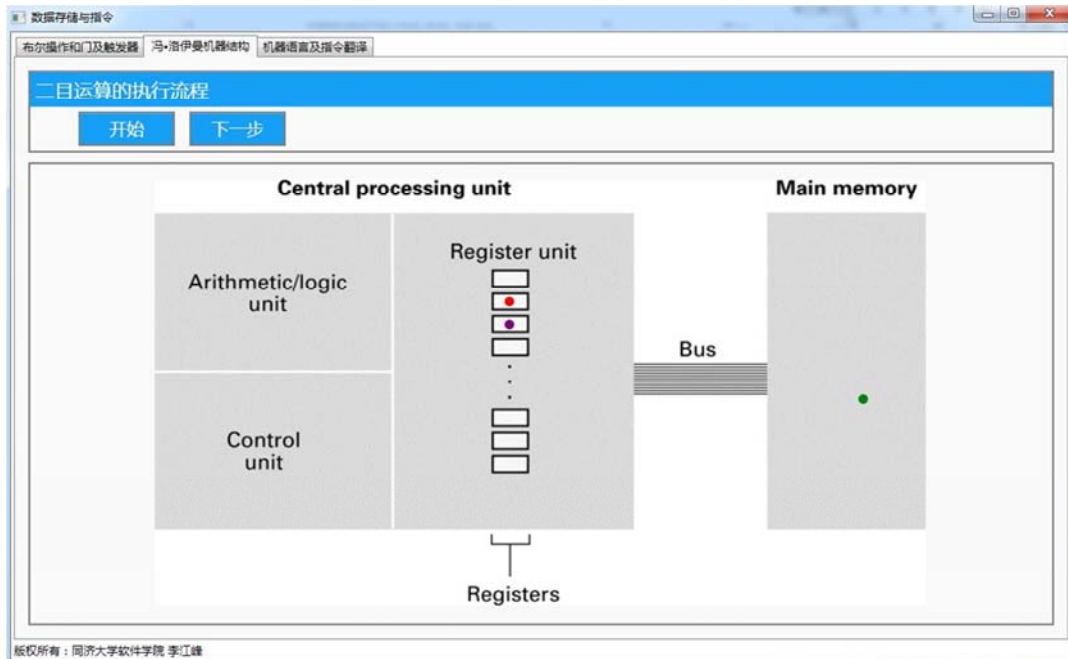 数据存储与指令
布尔操作和门及触发器 冯•洛伊曼机器结构 机器语言及指令翻译
二目运算的执行流程
开始 下一步
Central processing unit Main memory
Register unit
Arithmetic/logic
unit
Bus
Control
unit
Registers
版权所有：同济大学软件学院 李江峰